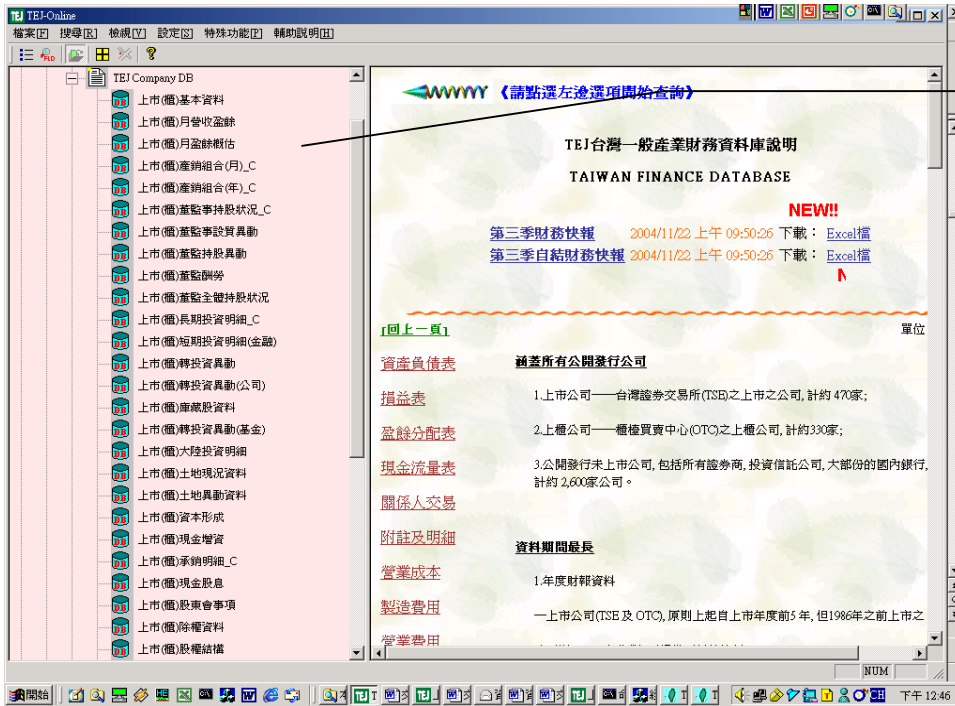 TEJ-Online
檔案[F] 搜尋[R] 檢視[V] 設定[S] 特殊功能[P] 輔助說明[H]
TEJ Company DB
上市(櫃)基本資料
上市(櫃)月營收盈餘
上市(櫃)月盈餘概估
上市(櫃)產銷組合(月)_C
上市(櫃)產銷組合(年)_C
上市(櫃)董監事持股狀況_C
上市(櫃)董監事設質異動
上市(櫃)董監持股異動
上市(櫃)董監酬勞
上市(櫃)董監全體持股狀況
上市(櫃)長期投資明細_C
上市(櫃)短期投資明細(金融)
上市(櫃)轉投資異動
上市(櫃)轉投資異動(公司)
上市(櫃)庫藏股資料
上市(櫃)轉投資異動(基金)
上市(櫃)大陸投資明細
上市(櫃)土地現況資料
上市(櫃)土地異動資料
上市(櫃)資本形成
上市(櫃)現金增資
上市(櫃)承銷明細_C
上市(櫃)現金股息
上市(櫃)股東會事項
上市(櫃)除權資料
上市(櫃)股權結構
《請點選左邊選項開始查詢》
TEJ台灣一般產業財務資料庫說明
TAIWAN FINANCE DATABASE
NEW!!
第三季財務快報 2004/11/22 上午 09:50:26 下載： Excel檔
第三季自結財務快報 2004/11/22 上午 09:50:26 下載： Excel檔
[回上一頁]
單位
資產負債表
損益表
盈餘分配表
現金流量表
關係人交易
附註及明細
營業成本
製造費用
營業費用
涵蓋所有公開發行公司
1.上市公司——台灣證券交易所(TSE)之上市之公司, 計約 470家;
2.上櫃公司——櫃檯買賣中心(OTC)之上櫃公司, 計約330家;
3.公開發行未上市公司, 包括所有證券商, 投資信託公司, 大部份的國內銀行,
計約 2,600家公司。
資料期間最長
1.年度財報資料
—上市公司(TSE 及 OTC), 原則上起自上市年度前5 年, 但1986年之前上市之
NUM
開始
下午 12:46